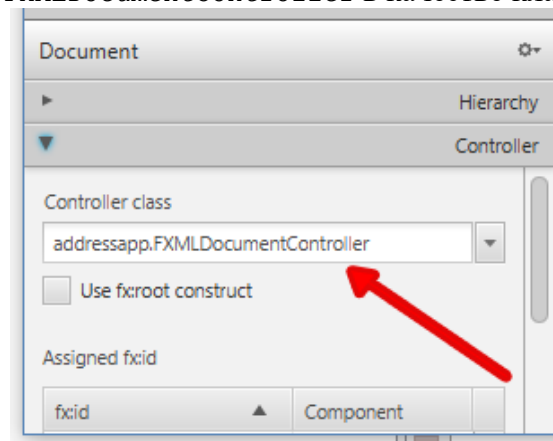 Document
Hierarchy
Controller
Controller class
addressapp.FXMLDocumentController
Use fx:root construct
Assigned fx:id
fx:id
Component